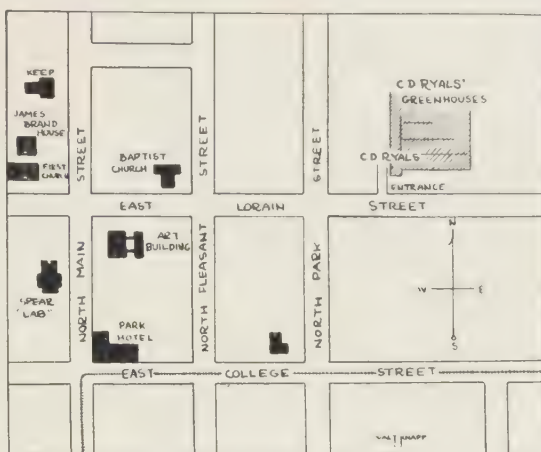 KEEP
JAMES
BRAND
HOUSE
FIRST
CHURCH
STREET
BAPTIST
CHURCH
STREET
STREET
C D RYALS'
GREENHOUSES
C D RYALS
ENTRANCE
EAST LORAIN STREET
ART
BUILDING
SPEAR
"LAB"
NORTH MAIN
PARK
HOTEL
NORTH PLEASANT
NORTH PARK
N
W E
S
EAST COLLEGE STREET